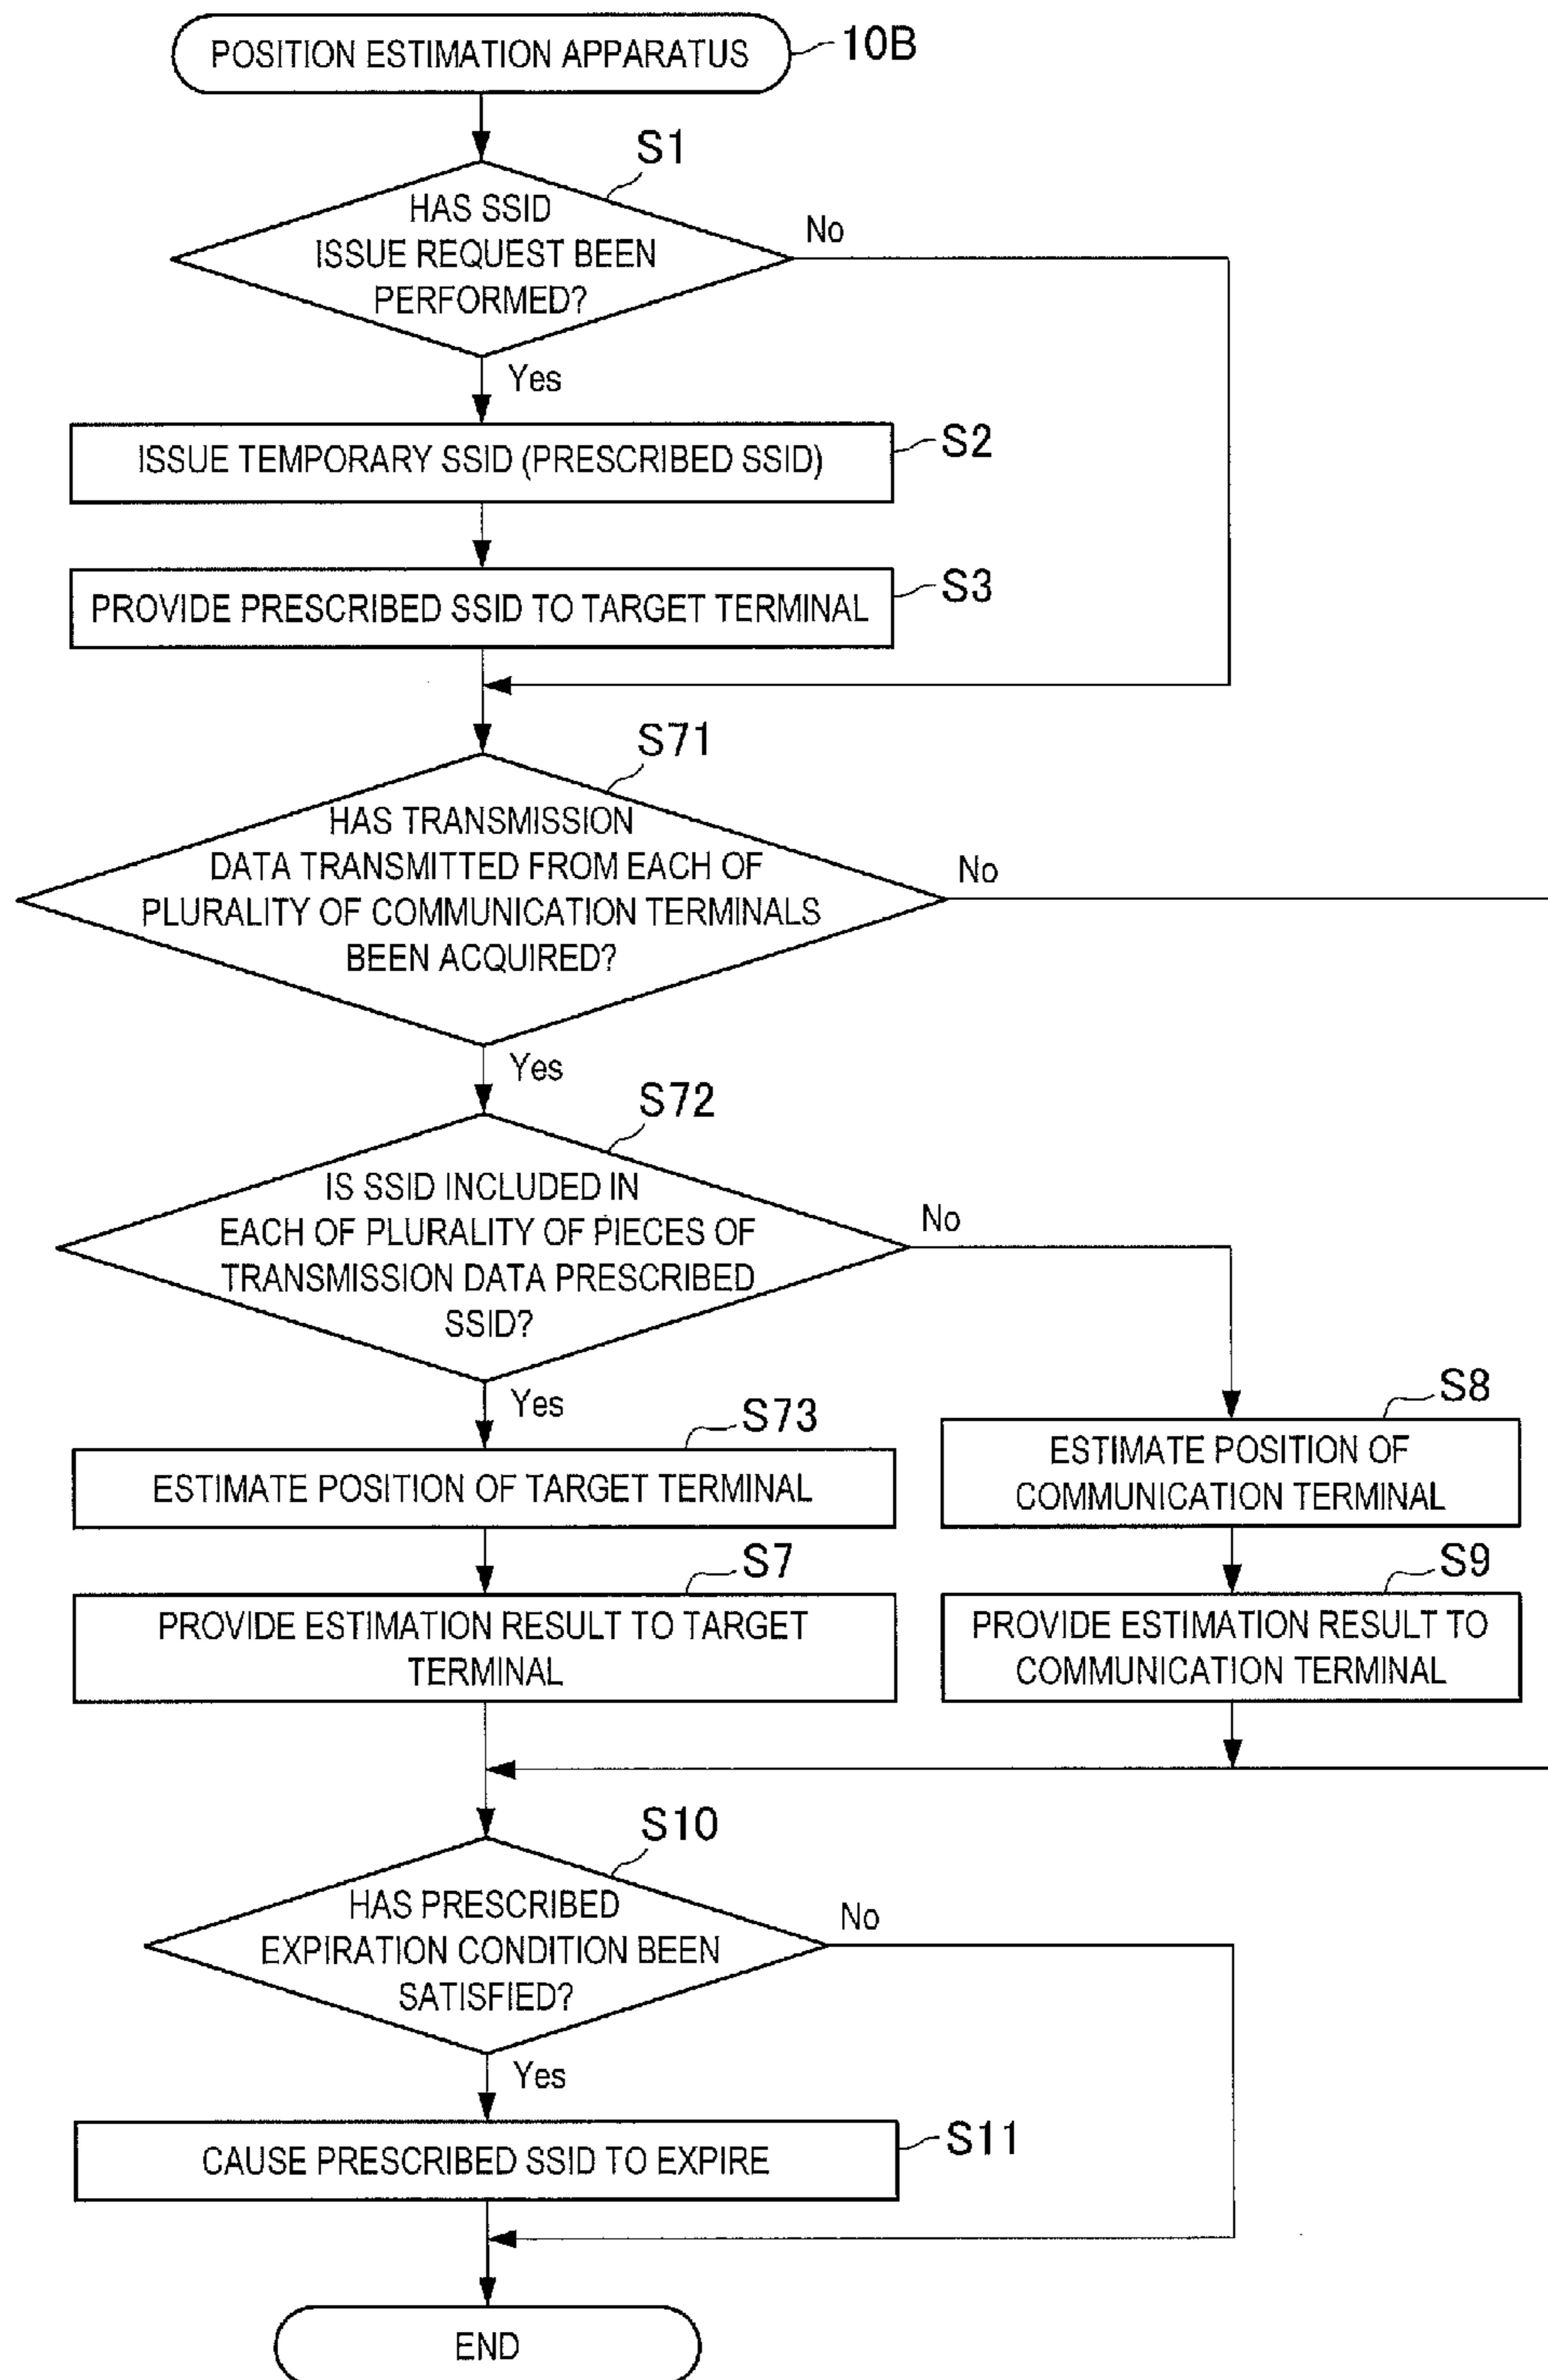 POSITION ESTIMATION APPARATUS
10B
S1
HAS SSID
ISSUE REQUEST BEEN
PERFORMED?
No
Yes
ISSUE TEMPORARY SSID (PRESCRIBED SSID)
S2
PROVIDE PRESCRIBED SSID TO TARGET TERMINAL
S3
S71
HAS TRANSMISSION
DATA TRANSMITTED FROM EACH OF
PLURALITY OF COMMUNICATION TERMINALS
BEEN ACQUIRED?
No
Yes
S72
IS SSID INCLUDED IN
EACH OF PLURALITY OF PIECES OF
TRANSMISSION DATA PRESCRIBED
SSID?
No
Yes
S73
ESTIMATE POSITION OF TARGET TERMINAL
S8
ESTIMATE POSITION OF
COMMUNICATION TERMINAL
S7
PROVIDE ESTIMATION RESULT TO TARGET
TERMINAL
S9
PROVIDE ESTIMATION RESULT TO
COMMUNICATION TERMINAL
S10
HAS PRESCRIBED
EXPIRATION CONDITION BEEN
SATISFIED?
No
Yes
CAUSE PRESCRIBED SSID TO EXPIRE
S11
END